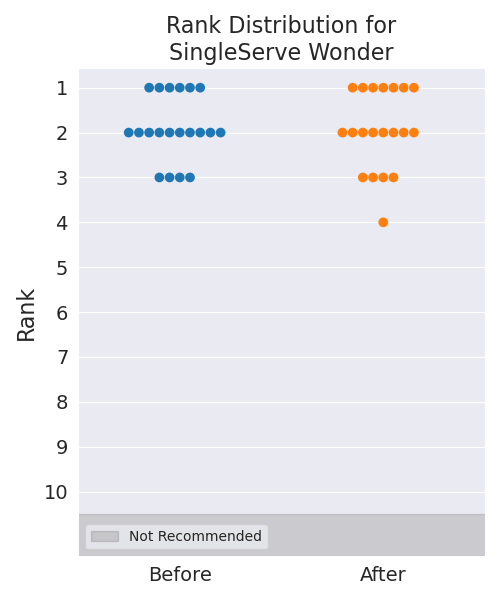 Rank Distribution for
SingleServe Wonder
Rank
1
2
3
4
5
6
7
8
9
10
Not Recommended
Before
After